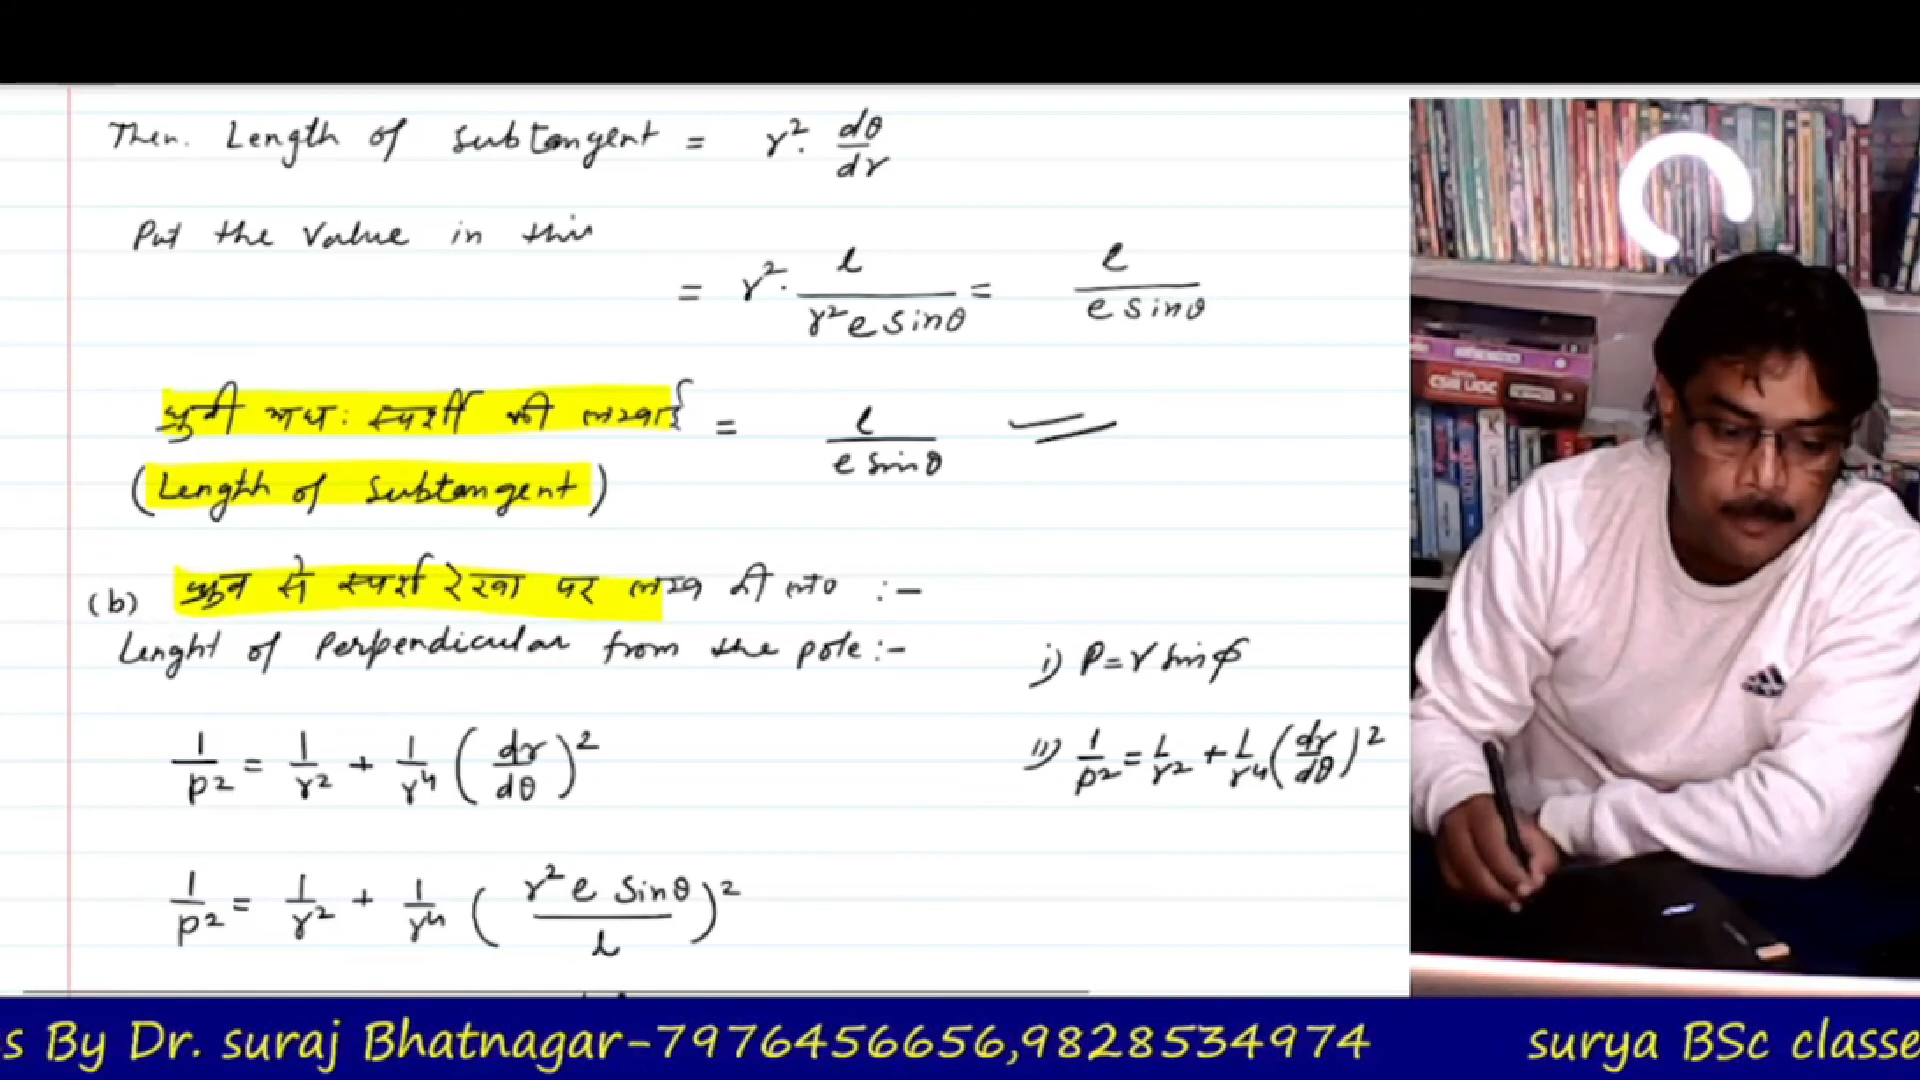 Then. Length of Subtangent = r². dθ/dr
Put the value in this
= r². l/(r² e sinθ) = l/(e sinθ)
ध्रुवी अधः स्पर्शी की लम्बाई = l/(e sinθ)
(Length of Subtangent)
(b) ध्रुव से स्पर्श रेखा पर लम्ब की ल० :-
Lenght of Perpendicular from the pole :-
i) P = r sinϕ
1/p² = 1/r² + 1/r⁴ (dr/dθ)²
ii) 1/p² = 1/r² + 1/r⁴ (dr/dθ)²
1/p² = 1/r² + 1/r⁴ (r² e sinθ / l)²
s By Dr. suraj Bhatnagar-7976456656,9828534974 surya BSc classe